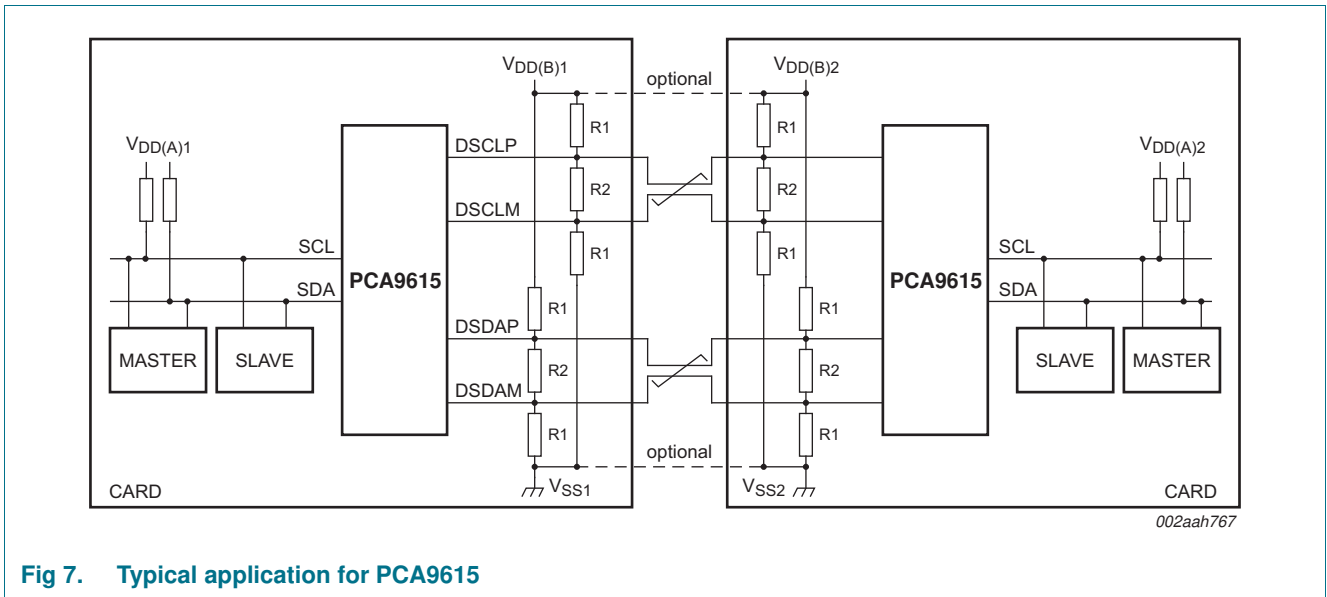 VDD(B)1
optional
VDD(B)2
R1
R1
VDD(A)1
DSCLP
VDD(A)2
R2
R2
DSCLM
SCL
R1
R1
SCL
PCA9615
PCA9615
SDA
SDA
R1
R1
DSDAP
MASTER
SLAVE
R2
R2
SLAVE
MASTER
DSDAM
R1
R1
optional
CARD
VSS1
VSS2
CARD
002aah767
Fig 7. Typical application for PCA9615